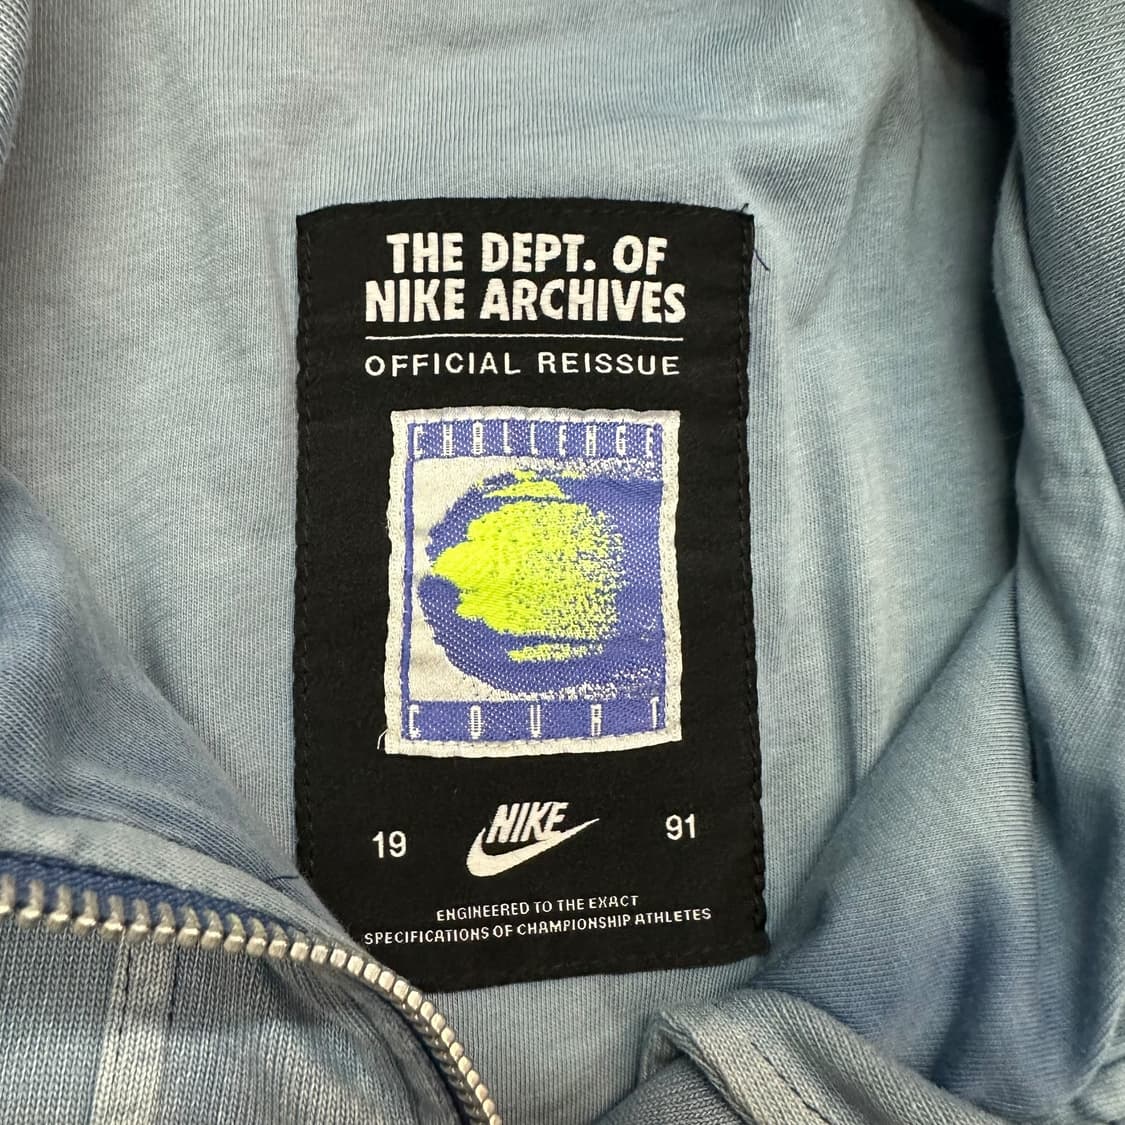 THE DEPT. OF
NIKE ARCHIVES
OFFICIAL REISSUE
CHALLENGE
COURT
19 NIKE 91
ENGINEERED TO THE EXACT
SPECIFICATIONS OF CHAMPIONSHIP ATHLETES